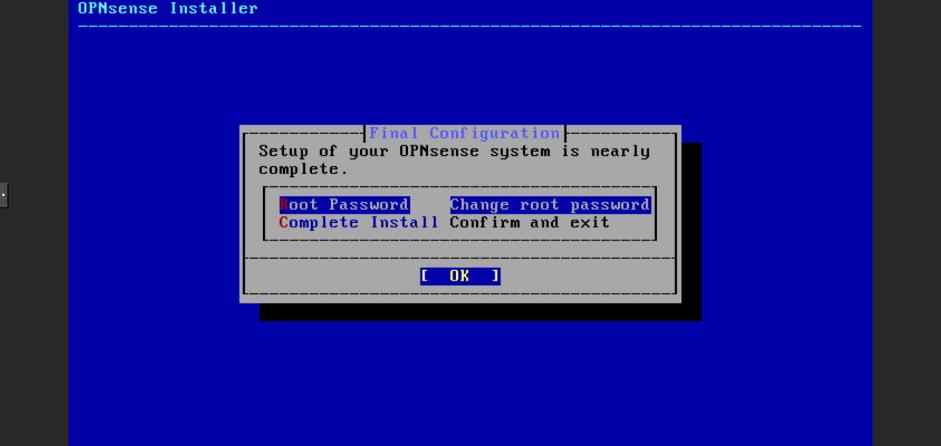 OPNsense Installer
Final Configuration
Setup of your OPNsense system is nearly
complete.
Root Password Change root password
Complete Install Confirm and exit
[ OK ]